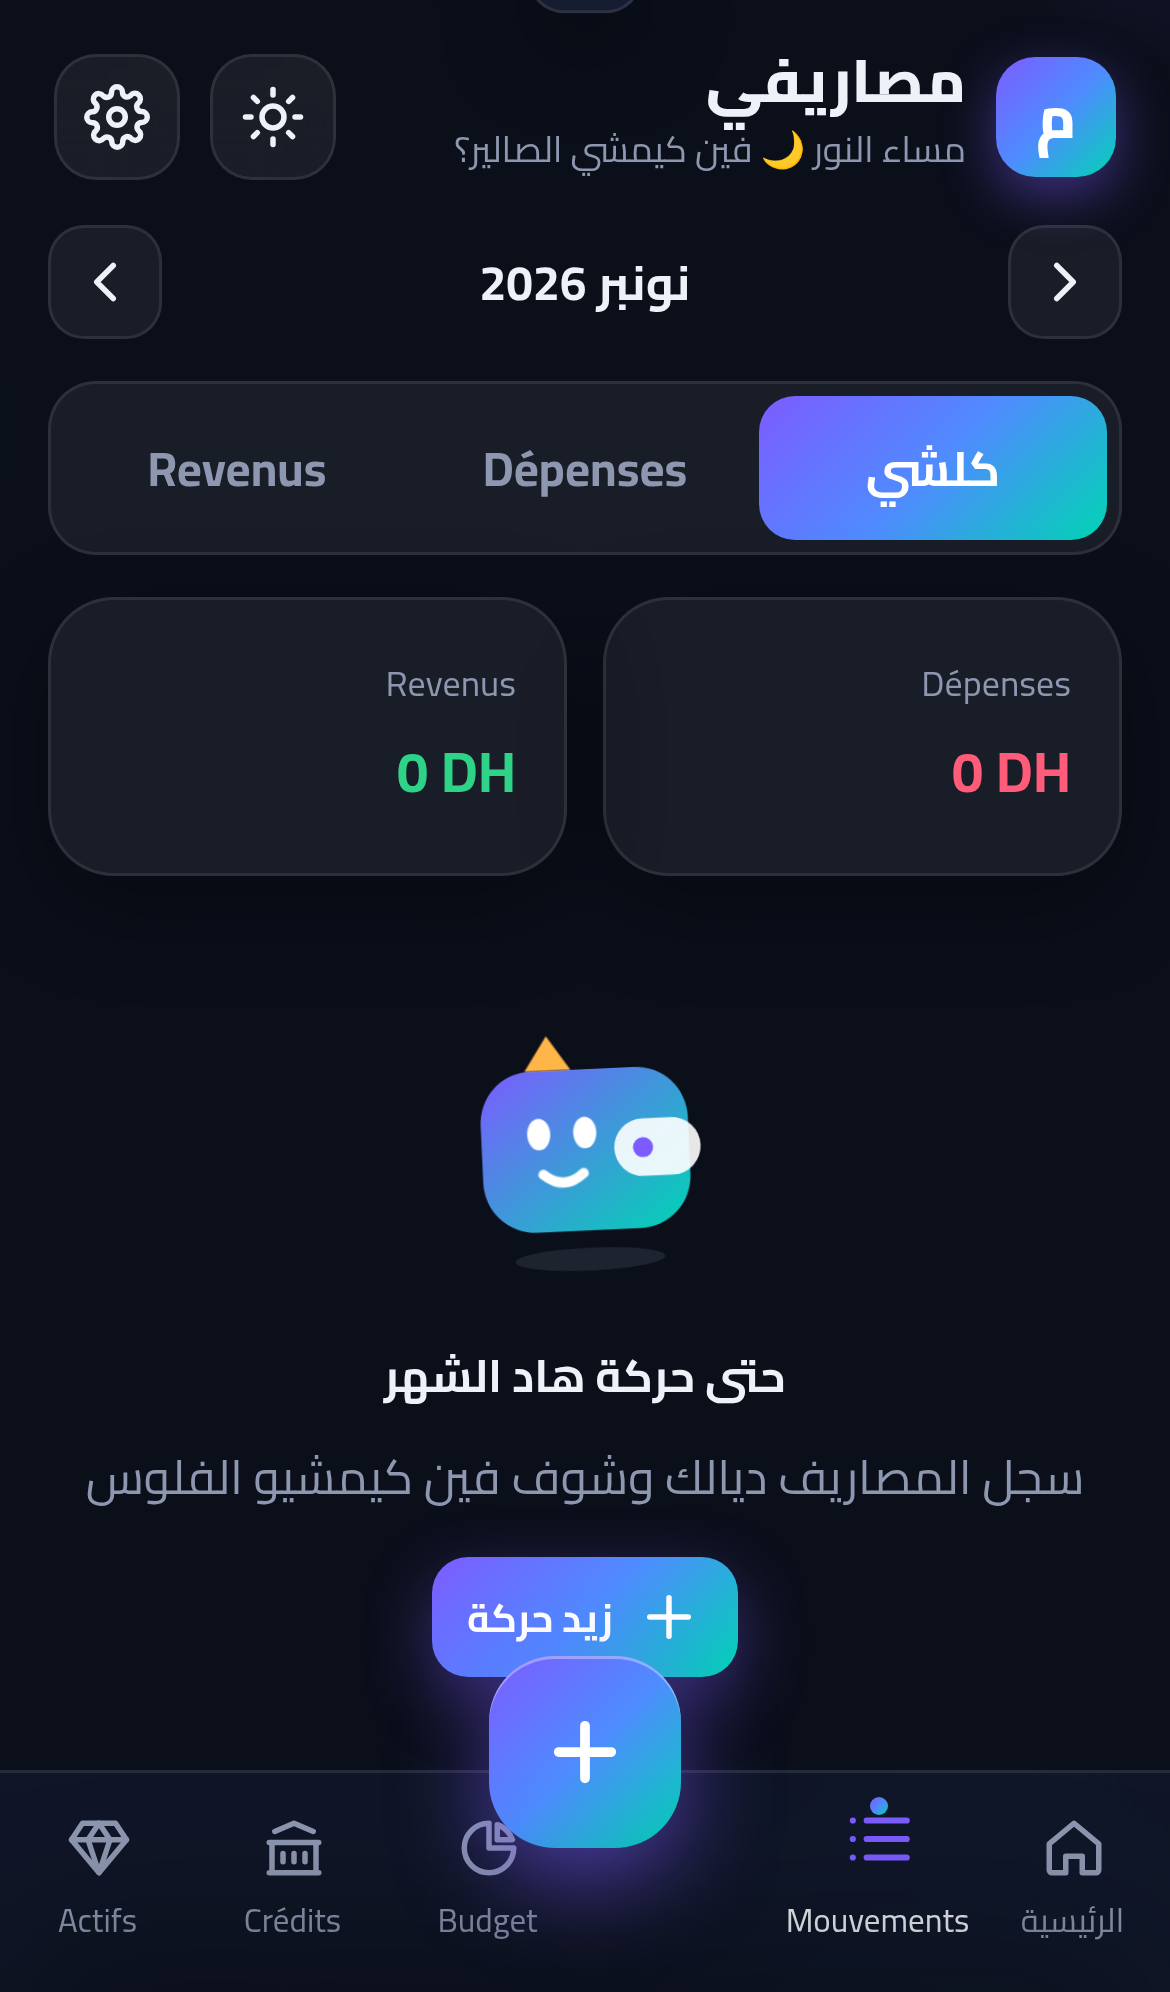 م
مصاريفي
مساء النور 🌙 فين كيمشي الصالير؟
نونبر 2026
كلشي
Dépenses
Revenus
Dépenses
0 DH
Revenus
0 DH
حتى حركة هاد الشهر
سجل المصاريف ديالك وشوف فين كيمشيو الفلوس
زيد حركة
الرئيسية
Mouvements
Budget
Crédits
Actifs